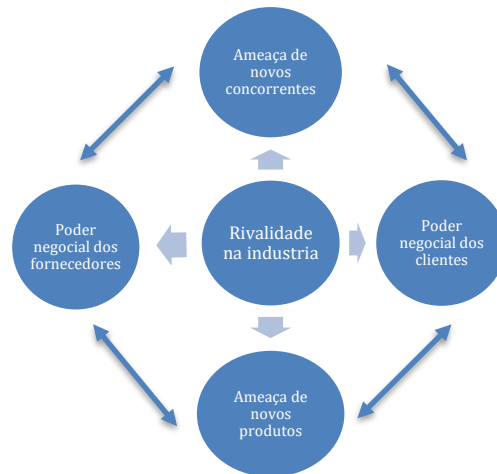 Ameaça de
novos
concorrentes
Poder
negocial dos
fornecedores
Rivalidade
na industria
Poder
negocial dos
clientes
Ameaça de
novos
produtos